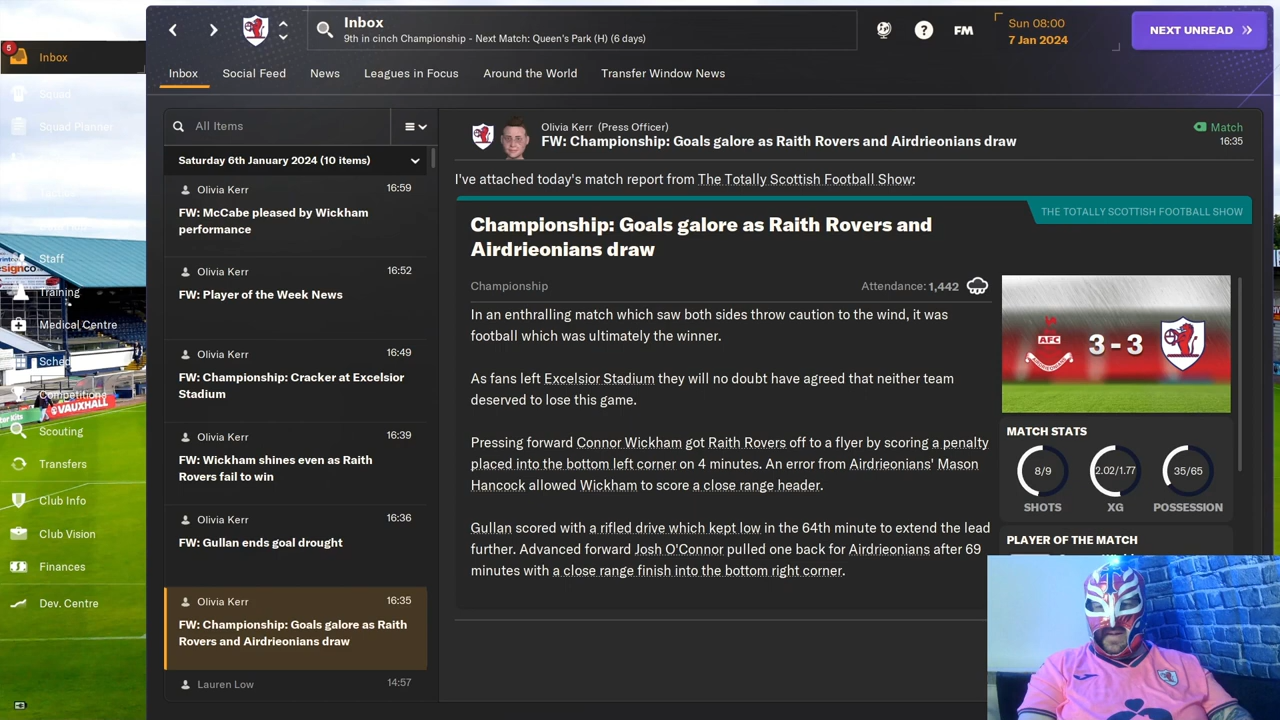 5
Inbox
Squad
Squad Planner
Staff
Training
Medical Centre
Sched
Competitions
Scouting
Transfers
Club Info
Club Vision
Finances
Dev. Centre
VAUXHALL
Inbox
9th in cinch Championship - Next Match: Queen's Park (H) (6 days)
?
FM
Sun 08:00
7 Jan 2024
NEXT UNREAD
Inbox
Social Feed
News
Leagues in Focus
Around the World
Transfer Window News
All Items
Saturday 6th January 2024 (10 items)
Olivia Kerr 16:59
FW: McCabe pleased by Wickham
performance
Olivia Kerr 16:52
FW: Player of the Week News
Olivia Kerr 16:49
FW: Championship: Cracker at Excelsior
Stadium
Olivia Kerr 16:39
FW: Wickham shines even as Raith
Rovers fail to win
Olivia Kerr 16:36
FW: Gullan ends goal drought
Olivia Kerr 16:35
FW: Championship: Goals galore as Raith
Rovers and Airdrieonians draw
Lauren Low 14:57
Olivia Kerr (Press Officer)
FW: Championship: Goals galore as Raith Rovers and Airdrieonians draw
Match
16:35
I've attached today's match report from The Totally Scottish Football Show:
THE TOTALLY SCOTTISH FOOTBALL SHOW
Championship: Goals galore as Raith Rovers and
Airdrieonians draw
Championship
Attendance: 1,442
In an enthralling match which saw both sides throw caution to the wind, it was
football which was ultimately the winner.
As fans left Excelsior Stadium they will no doubt have agreed that neither team
deserved to lose this game.
Pressing forward Connor Wickham got Raith Rovers off to a flyer by scoring a penalty
placed into the bottom left corner on 4 minutes. An error from Airdrieonians' Mason
Hancock allowed Wickham to score a close range header.
Gullan scored with a rifled drive which kept low in the 64th minute to extend the lead
further. Advanced forward Josh O'Connor pulled one back for Airdrieonians after 69
minutes with a close range finish into the bottom right corner.
AFC
3 - 3
MATCH STATS
8/9
2.02/1.77
35/65
SHOTS
XG
POSSESSION
PLAYER OF THE MATCH